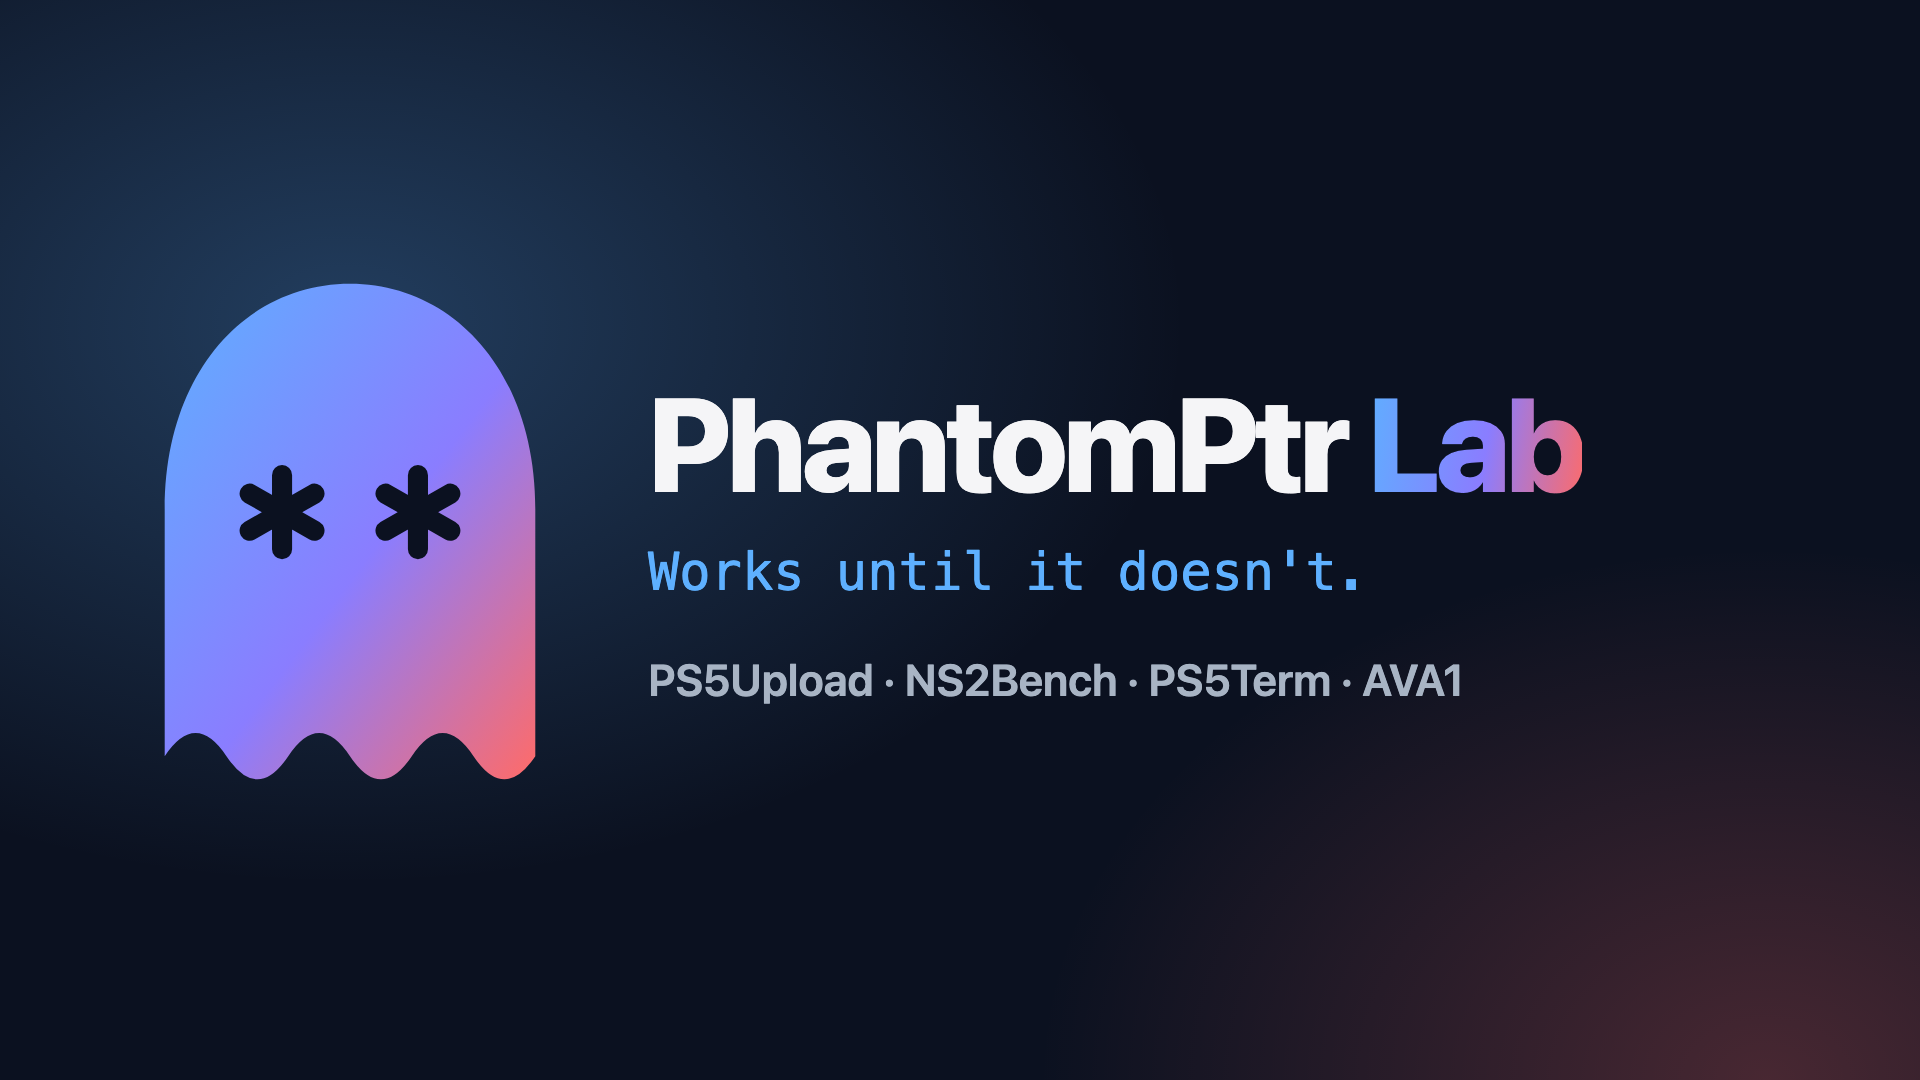 PhantomPtr Lab
Works until it doesn't.
PS5Upload · NS2Bench · PS5Term · AVA1